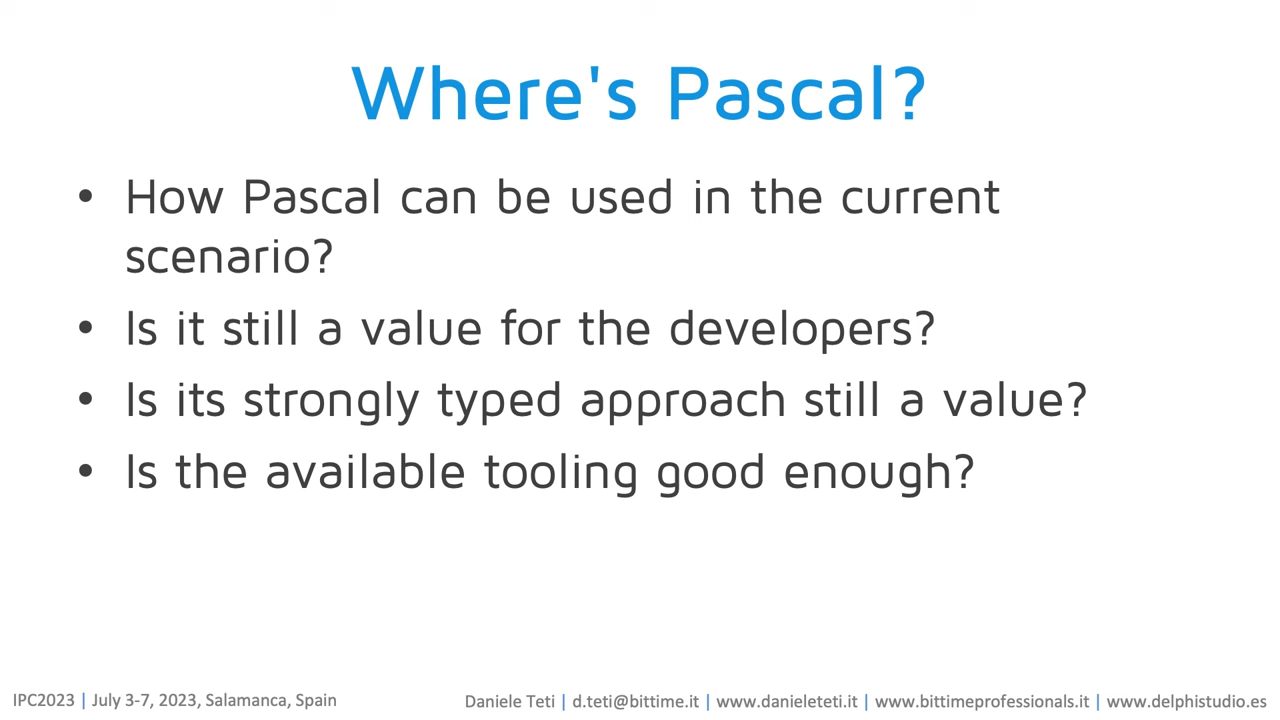 Where's Pascal?
• How Pascal can be used in the current
scenario?
• Is it still a value for the developers?
• Is its strongly typed approach still a value?
• Is the available tooling good enough?
IPC2023 | July 3-7, 2023, Salamanca, Spain
Daniele Teti | d.teti@bittime.it | www.danieleteti.it | www.bittimeprofessionals.it | www.delphistudio.es